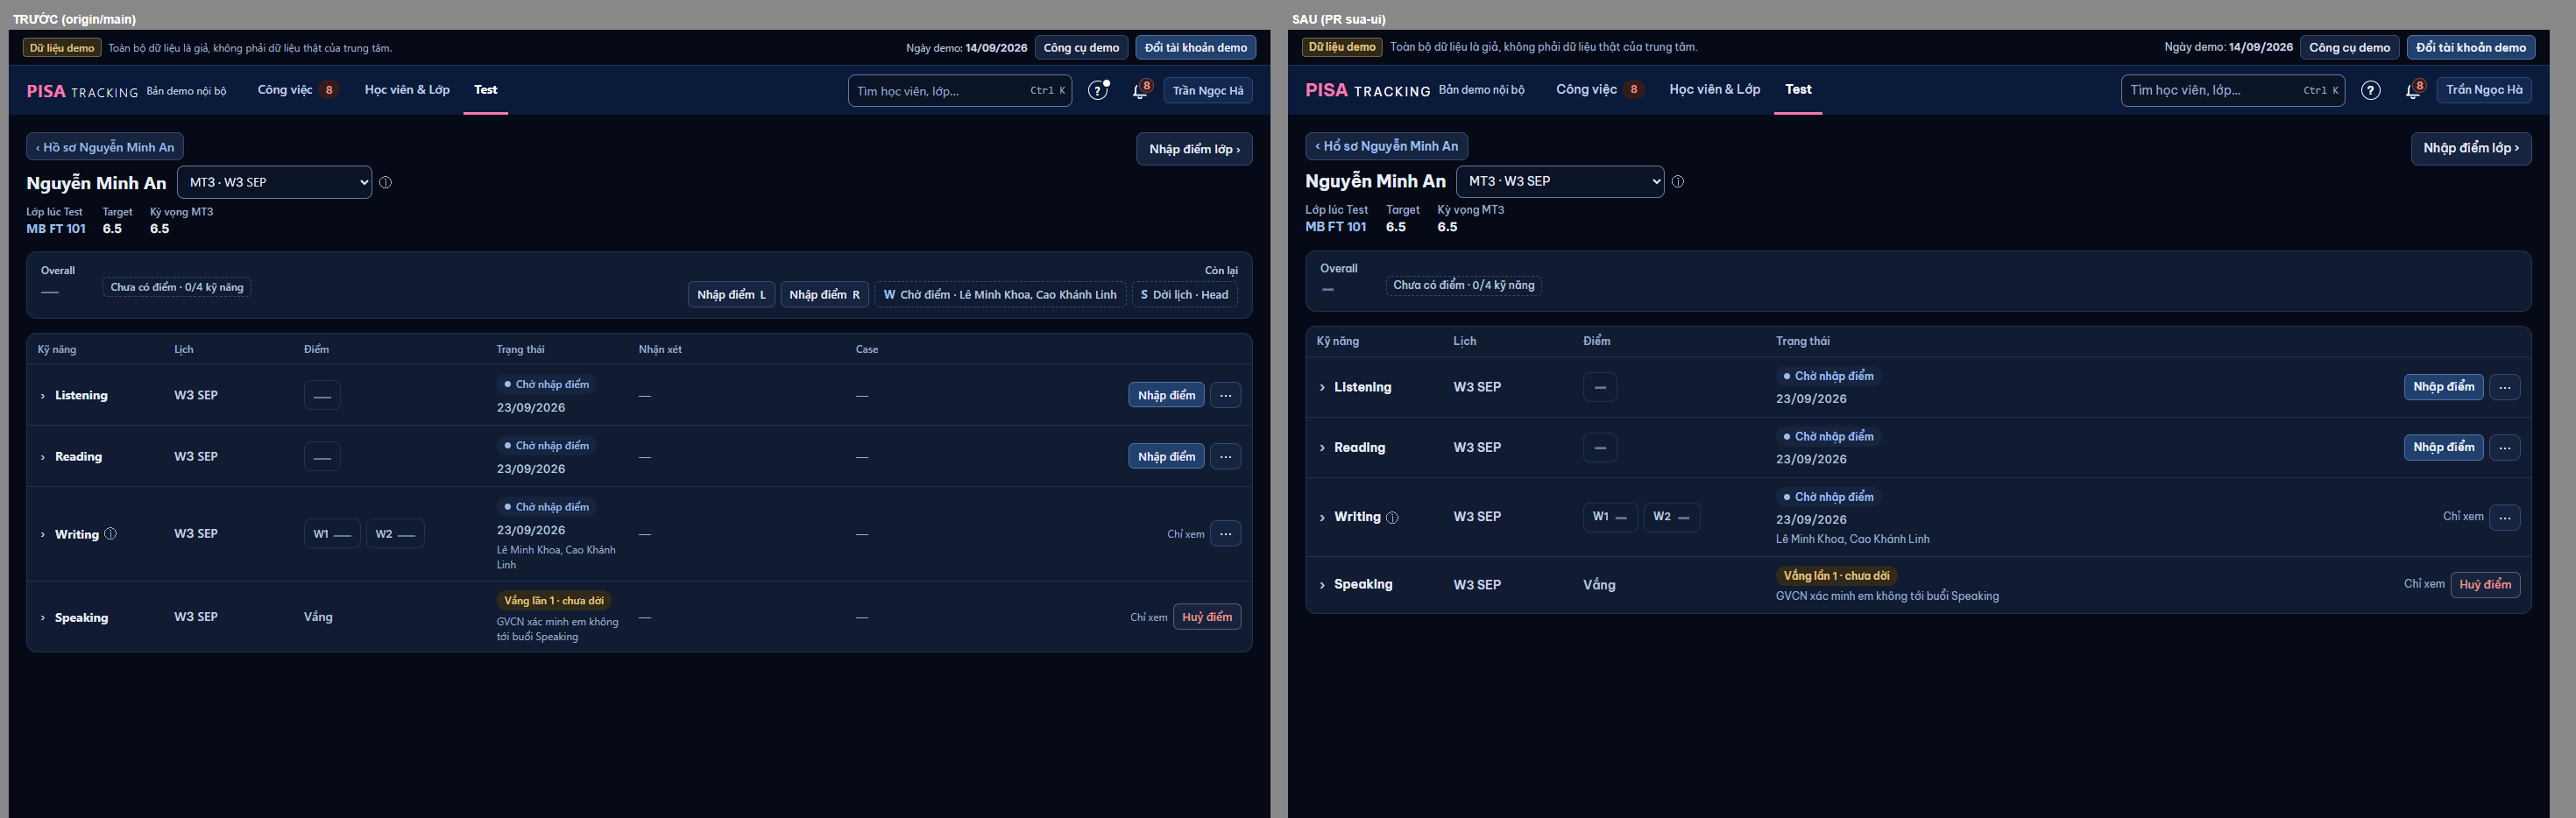 TRƯỚC (origin/main)
Dữ liệu demo Toàn bộ dữ liệu là giả, không phải dữ liệu thật của trung tâm. Ngày demo: 14/09/2026 Công cụ demo Đổi tài khoản demo
PISA TRACKING Bản demo nội bộ Công việc 8 Học viên & Lớp Test Tìm học viên, lớp... Ctrl K ? 8 Trần Ngọc Hà
‹ Hồ sơ Nguyễn Minh An Nhập điểm lớp ›
Nguyễn Minh An MT3 · W3 SEP ⓘ
Lớp lúc Test Target Kỳ vọng MT3
MB FT 101 6.5 6.5
Overall Còn lại
— Chưa có điểm · 0/4 kỹ năng Nhập điểm L Nhập điểm R W Chờ điểm · Lê Minh Khoa, Cao Khánh Linh S Dời lịch · Head
Kỹ năng Lịch Điểm Trạng thái Nhận xét Case
› Listening W3 SEP — Chờ nhập điểm — — Nhập điểm ...
23/09/2026
› Reading W3 SEP — Chờ nhập điểm — — Nhập điểm ...
23/09/2026
› Writing ⓘ W3 SEP W1 — W2 — Chờ nhập điểm — — Chỉ xem ...
23/09/2026
Lê Minh Khoa, Cao Khánh
Linh
› Speaking W3 SEP Vắng Vắng lần 1 · chưa dời — — Chỉ xem Huỷ điểm
GVCN xác minh em không
tới buổi Speaking
SAU (PR sua-ui)
Dữ liệu demo Toàn bộ dữ liệu là giả, không phải dữ liệu thật của trung tâm. Ngày demo: 14/09/2026 Công cụ demo Đổi tài khoản demo
PISA TRACKING Bản demo nội bộ Công việc 8 Học viên & Lớp Test Tìm học viên, lớp... Ctrl K ? 8 Trần Ngọc Hà
‹ Hồ sơ Nguyễn Minh An Nhập điểm lớp ›
Nguyễn Minh An MT3 · W3 SEP ⓘ
Lớp lúc Test Target Kỳ vọng MT3
MB FT 101 6.5 6.5
Overall
— Chưa có điểm · 0/4 kỹ năng
Kỹ năng Lịch Điểm Trạng thái
› Listening W3 SEP — Chờ nhập điểm Nhập điểm ...
23/09/2026
› Reading W3 SEP — Chờ nhập điểm Nhập điểm ...
23/09/2026
› Writing ⓘ W3 SEP W1 — W2 — Chờ nhập điểm Chỉ xem ...
23/09/2026
Lê Minh Khoa, Cao Khánh Linh
› Speaking W3 SEP Vắng Vắng lần 1 · chưa dời Chỉ xem Huỷ điểm
GVCN xác minh em không tới buổi Speaking